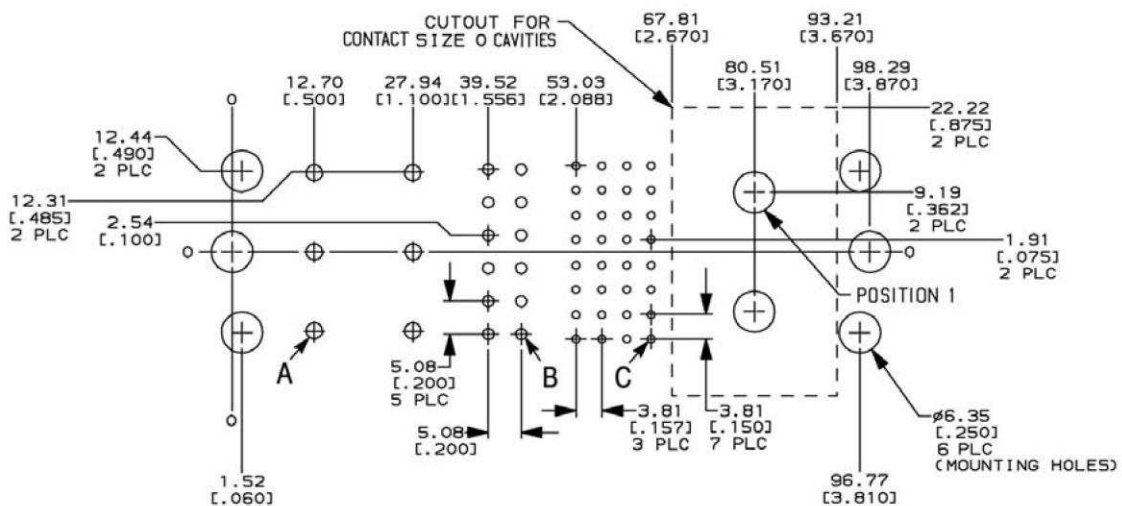 CUTOUT FOR
CONTACT SIZE 0 CAVITIES
67.81
[2.670]
93.21
[3.670]
80.51
[3.170]
98.29
[3.870]
0
12.70
[.500]
27.94
[1.100]
39.52
[1.556]
53.03
[2.088]
22.22
[.875]
2 PLC
12.44
[.490]
2 PLC
12.31
[.485]
2 PLC
2.54
[.100]
9.19
[.362]
2 PLC
0
0
1.91
[.075]
2 PLC
POSITION 1
A
B
C
5.08
[.200]
5 PLC
5.08
[.200]
3.81
[.157]
3 PLC
3.81
[.150]
7 PLC
ø6.35
[.250]
6 PLC
(MOUNTING HOLES)
0
1.52
[.060]
96.77
[3.810]